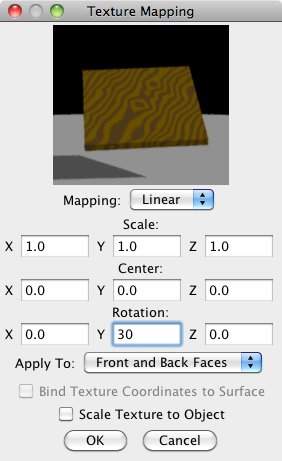 Texture Mapping
Mapping: Linear
Scale:
X 1.0 Y 1.0 Z 1.0
Center:
X 0.0 Y 0.0 Z 0.0
Rotation:
X 0.0 Y 30 Z 0.0
Apply To: Front and Back Faces
Bind Texture Coordinates to Surface
Scale Texture to Object
OK Cancel